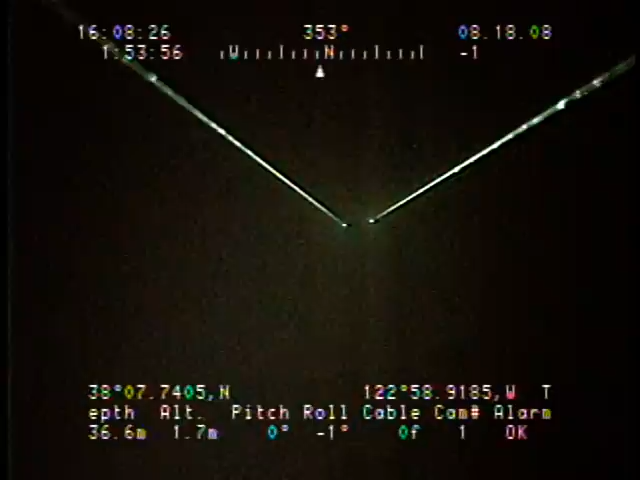 16:08:26 353° 08.18.08
1:53:56 W N -1
38°07.7405,N 122°58.9185,W T
epth Alt. Pitch Roll Cable Cam# Alarm
36.6m 1.7m 0° -1° 0f 1 OK